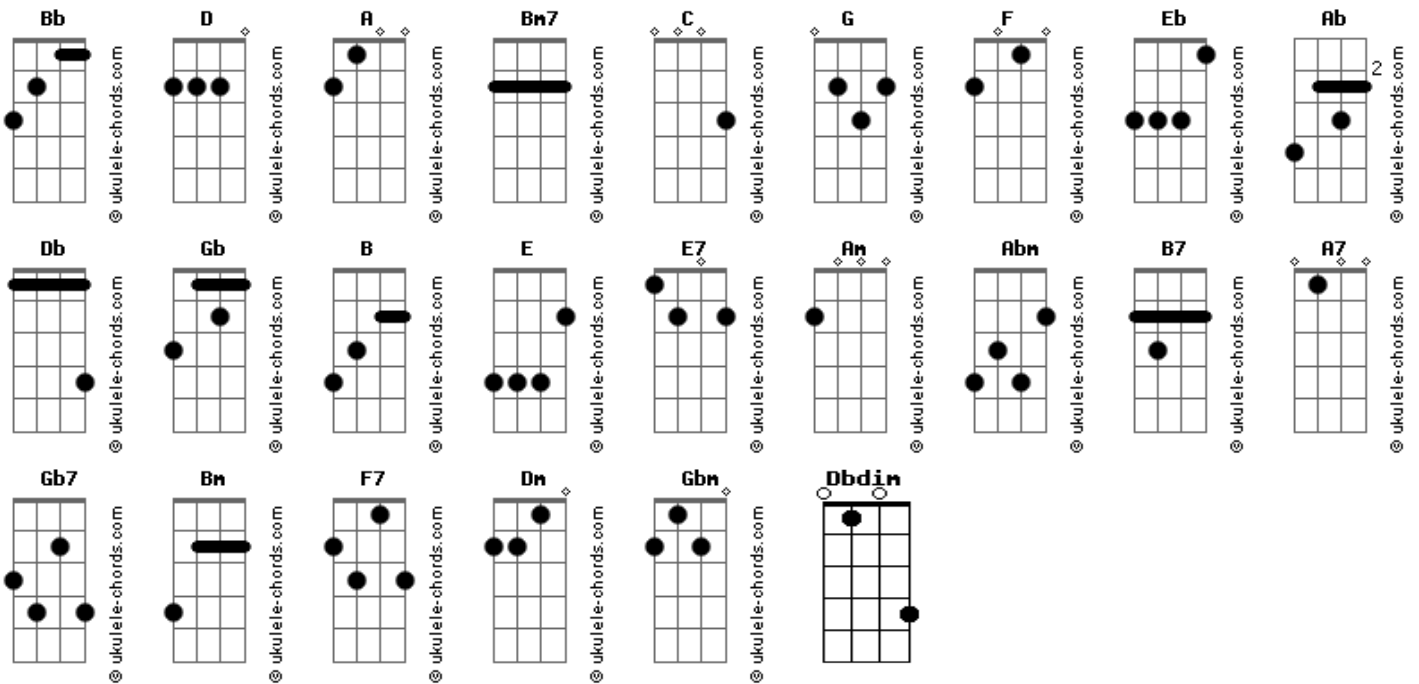 Bb D A Bm7 C G F Eb Ab
2
© ukulele-chords.com © ukulele-chords.com © ukulele-chords.com © ukulele-chords.com © ukulele-chords.com © ukulele-chords.com © ukulele-chords.com © ukulele-chords.com © ukulele-chords.com
Db Gb B E E7 Am Abm B7 A7
© ukulele-chords.com © ukulele-chords.com © ukulele-chords.com © ukulele-chords.com © ukulele-chords.com © ukulele-chords.com © ukulele-chords.com © ukulele-chords.com © ukulele-chords.com
Gb7 Bm F7 Dm Gbm Dbdim
© ukulele-chords.com © ukulele-chords.com © ukulele-chords.com © ukulele-chords.com © ukulele-chords.com